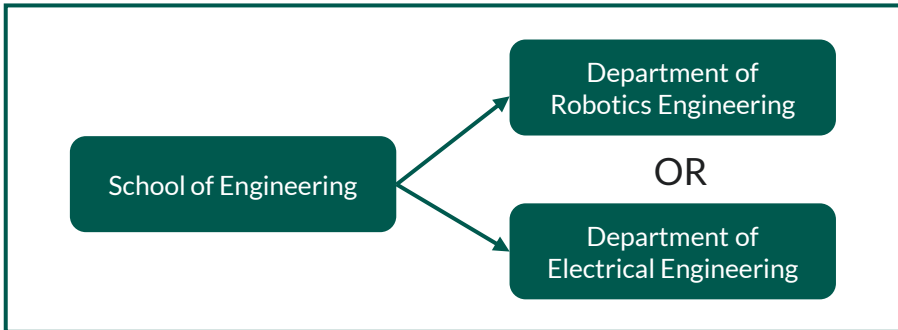 Department of
Robotics Engineering
School of Engineering
OR
Department of
Electrical Engineering